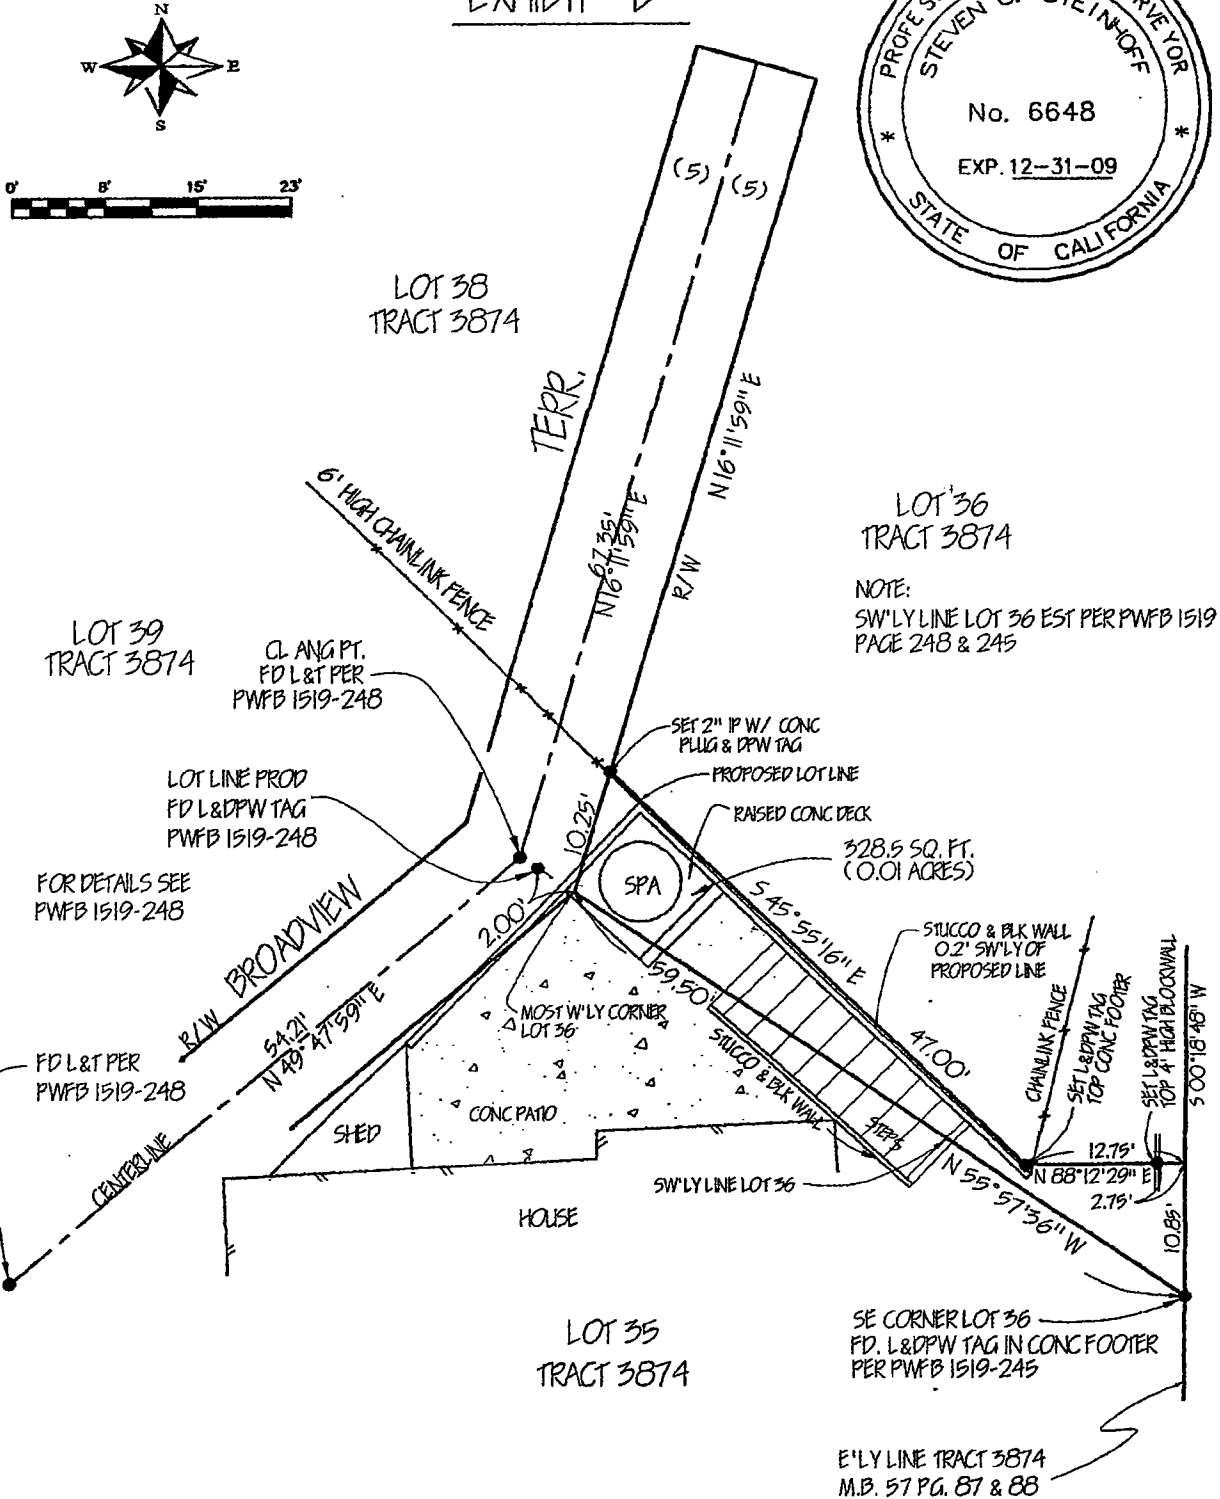 EXHIBIT "B"
N
W
E
S
0'
8'
15'
23'
STEVEN
STEINHOFF
No. 6648
EXP. 12-31-09
STATE OF CALIFORNIA
(5)
(5)
LOT 38
TRACT 3874
TERR.
N 16°11'59" E
67.35'
N 16°11'59" E
R/W
LOT 36
TRACT 3874
NOTE:
SW'LY LINE LOT 36 EST PER PWFB 1519
PAGE 248 & 245
6' HIGH CHAINLINK FENCE
LOT 39
TRACT 3874
CL ANG PT.
FD L&T PER
PWFB 1519-248
SET 2" IP W/ CONC
PLUG & DPW TAG
PROPOSED LOT LINE
LOT LINE PROD
FD L&DPW TAG
PWFB 1519-248
RAISED CONC DECK
10.25'
328.5 SQ. FT.
(0.01 ACRES)
SPA
FOR DETAILS SEE
PWFB 1519-248
BROADVIEW
R/W
2.00'
S 45°55'16" E
59.50'
47.00'
STUCCO & BLK WALL
0.2' SW'LY OF
PROPOSED LINE
CHAINLINK FENCE
SET L&DPW TAG
TOP CONC FOOTER
SET L&DPW TAG
TOP 4' HIGH BLOCKWALL
S 00°18'48" W
MOST W'LY CORNER
LOT 36
STUCCO & BLK WALL
54.21'
N 49°47'59" E
FD L&T PER
PWFB 1519-248
CENTERLINE
SHED
CONC PATIO
STEPS
SW'LY LINE LOT 36
N 55°57'36" W
12.75'
N 88°12'29" E
2.75'
10.85'
HOUSE
LOT 35
TRACT 3874
SE CORNER LOT 36
FD. L&DPW TAG IN CONC FOOTER
PER PWFB 1519-245
E'LY LINE TRACT 3874
M.B. 57 PG. 87 & 88